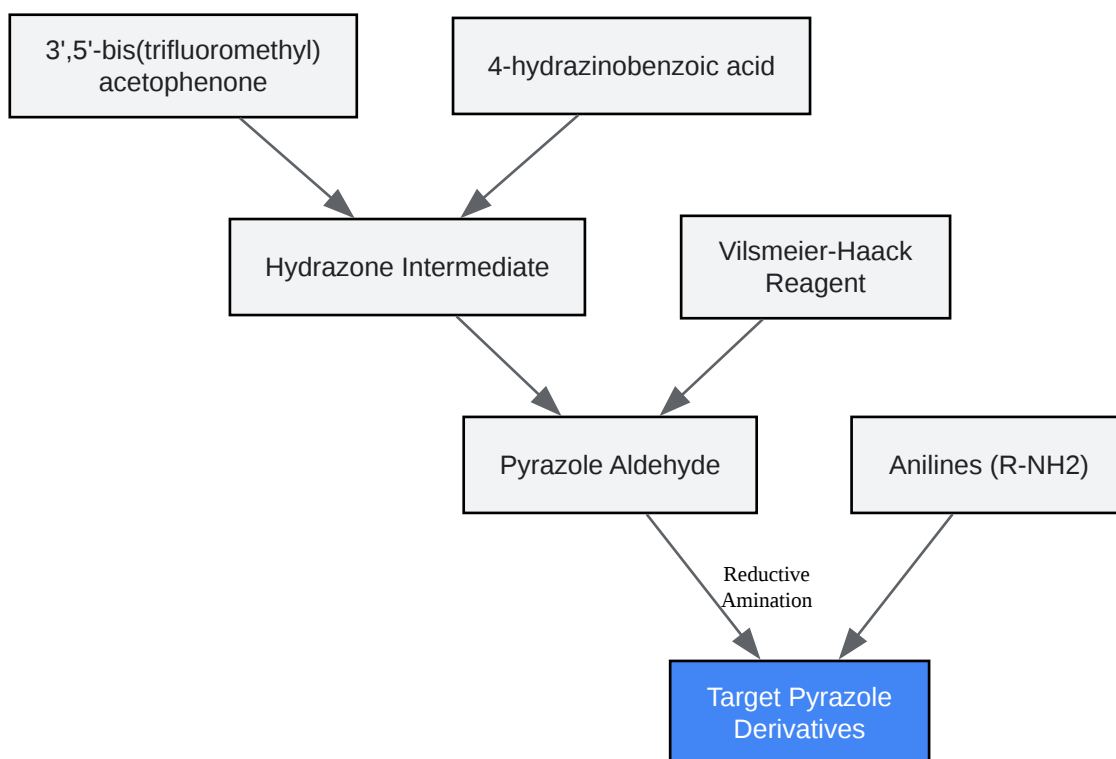 3',5'-bis(trifluoromethyl)
acetophenone
4-hydrazinobenzoic acid
Hydrazone Intermediate
Vilsmeier-Haack
Reagent
Pyrazole Aldehyde
Anilines (R-NH2)
Reductive
Amination
Target Pyrazole
Derivatives